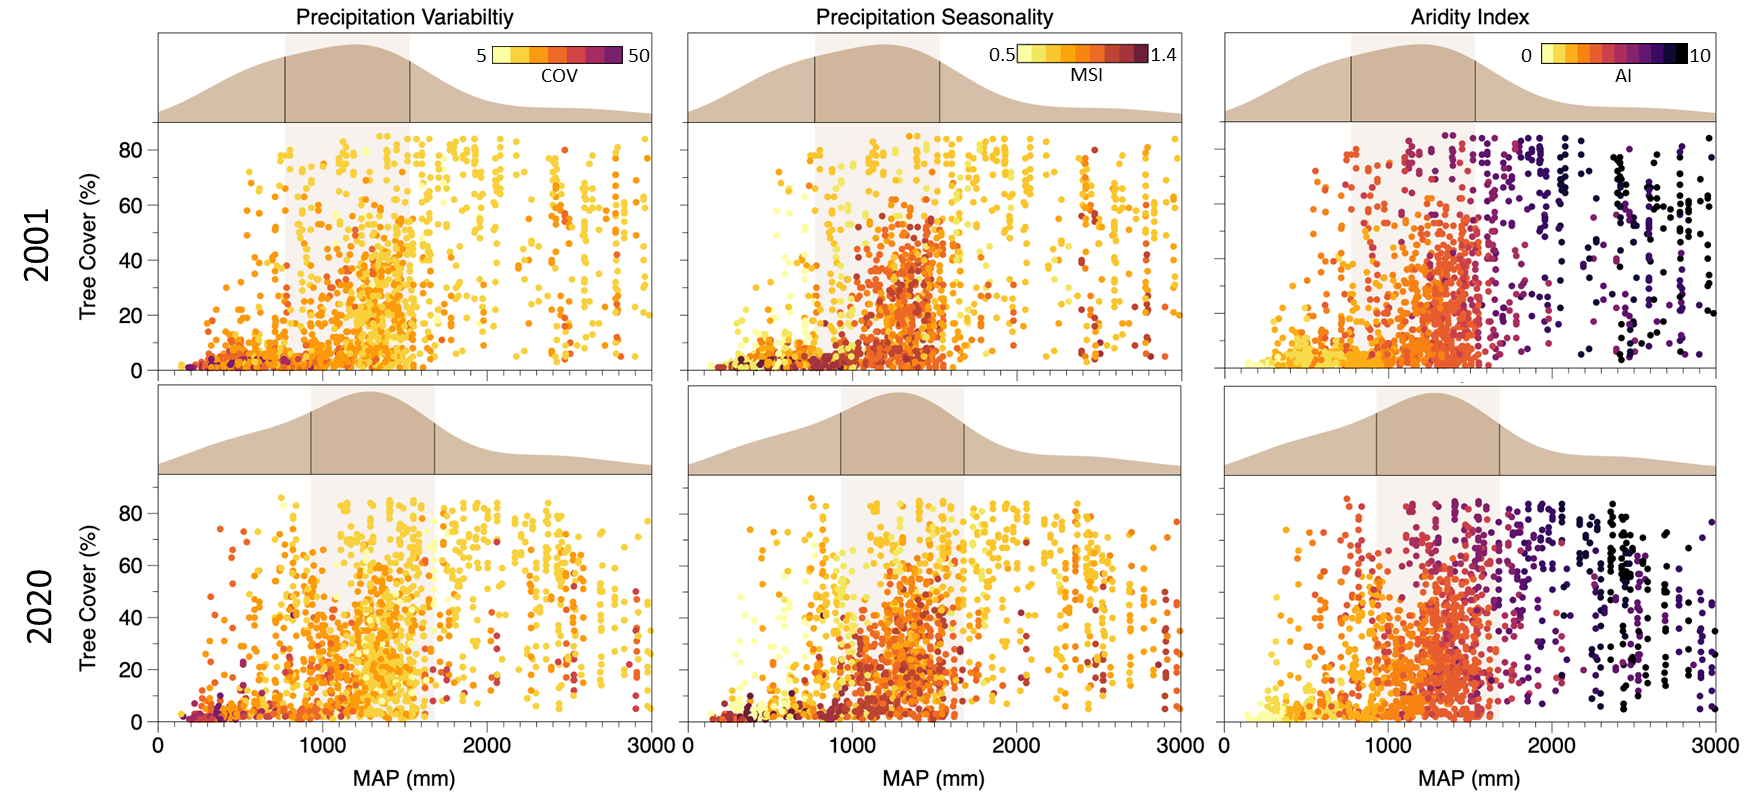 Precipitation Variabiltiy
Precipitation Seasonality
Aridity Index
5 50
COV
0.5 1.4
MSI
0 10
AI
2001
Tree Cover (%)
80
60
40
20
0
2020
Tree Cover (%)
80
60
40
20
0
0 1000 2000 3000
0 1000 2000 3000
0 1000 2000 3000
MAP (mm)
MAP (mm)
MAP (mm)